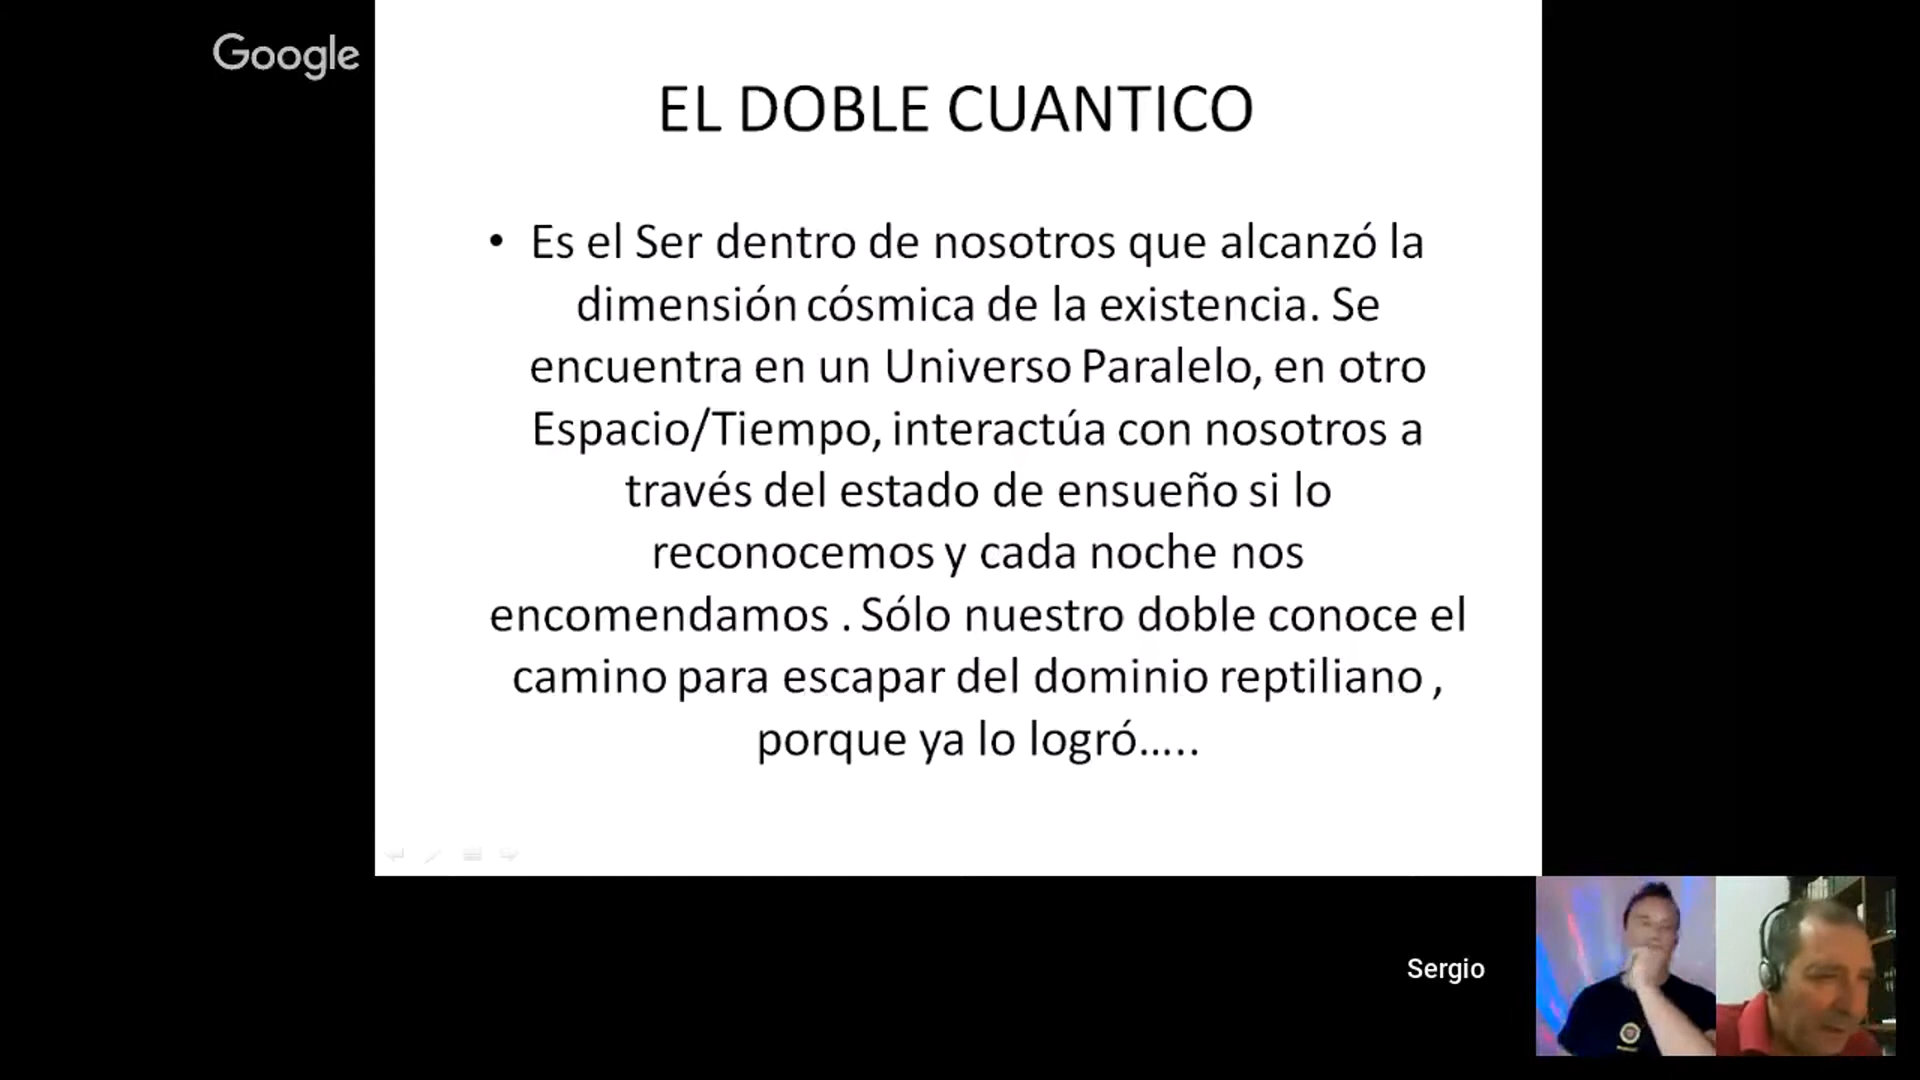 Google
EL DOBLE CUANTICO
• Es el Ser dentro de nosotros que alcanzó la
dimensión cósmica de la existencia. Se
encuentra en un Universo Paralelo, en otro
Espacio/Tiempo, interactúa con nosotros a
través del estado de ensueño si lo
reconocemos y cada noche nos
encomendamos . Sólo nuestro doble conoce el
camino para escapar del dominio reptiliano ,
porque ya lo logró.....
Sergio